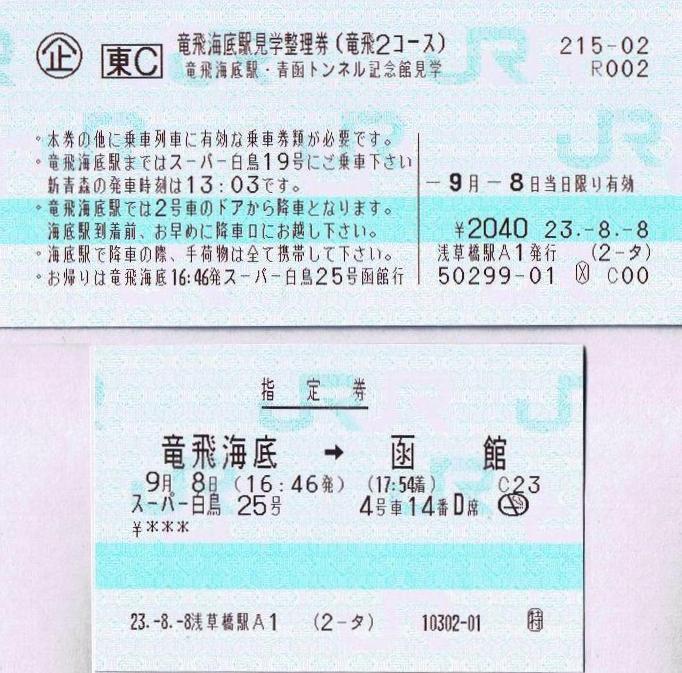 企 東C 竜飛海底駅見学整理券(竜飛2コース) 215-02
竜飛海底駅・青函トンネル記念館見学 R002
・本券の他に乗車列車に有効な乗車券類が必要です。
・竜飛海底駅まではスーパー白鳥19号にご乗車下さい
新青森の発車時刻は13:03です。
・竜飛海底駅では2号車のドアから降車となります。
海底駅到着前、お早めに降車口にお越し下さい。
・海底駅で降車の際、手荷物は全て携帯して下さい。
・お帰りは竜飛海底16:46発スーパー白鳥25号函館行
-9月-8日当日限り有効
¥2040 23.-8.-8
浅草橋駅A1発行 (2-タ)
50299-01 Ⓧ C00
指定券
竜飛海底 → 函館
9月 8日 (16:46発) (17:54着) C23
スーパー白鳥 25号 4号車14番D席
¥***
23.-8.-8浅草橋駅A1 (2-タ) 10302-01 特